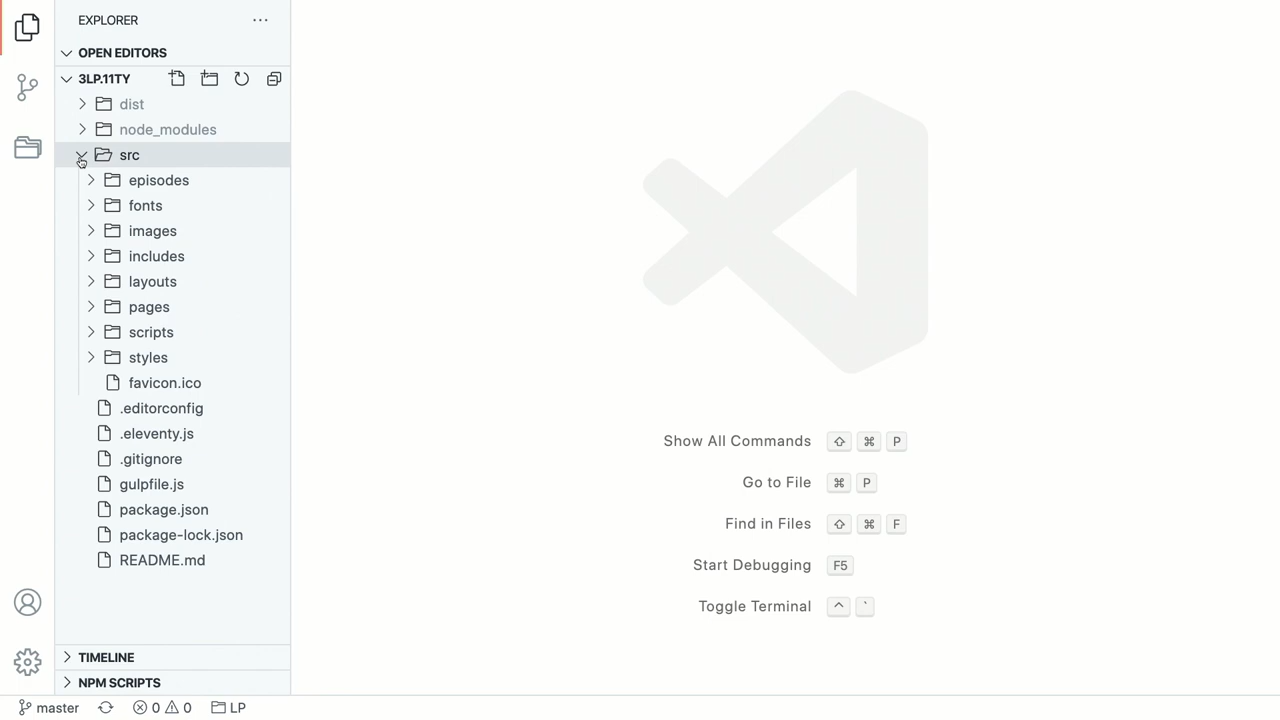 EXPLORER
OPEN EDITORS
3LP.11TY
dist
node_modules
src
episodes
fonts
images
includes
layouts
pages
scripts
styles
favicon.ico
.editorconfig
.eleventy.js
.gitignore
gulpfile.js
package.json
package-lock.json
README.md
TIMELINE
NPM SCRIPTS
Show All Commands ⇧ ⌘ P
Go to File ⌘ P
Find in Files ⇧ ⌘ F
Start Debugging F5
Toggle Terminal ^ `
master 0 0 LP